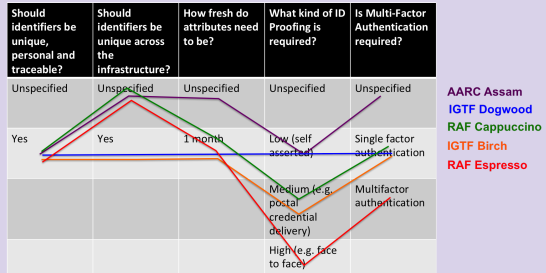 Should
identifiers be
unique,
personal and
traceable?
Should
identifiers be
unique across
the
infrastructure?
How fresh do
attributes need
to be?
What kind of ID
Proofing is
required?
Is Multi-Factor
Authentication
required?
Unspecified
Unspecified
Unspecified
Unspecified
Unspecified
Yes
Yes
1 month
Low (self
asserted)
Single factor
authentication
Medium (e.g.
postal
credential
delivery)
Multifactor
authentication
High (e.g. face
to face)
AARC Assam
IGTF Dogwood
RAF Cappuccino
IGTF Birch
RAF Espresso